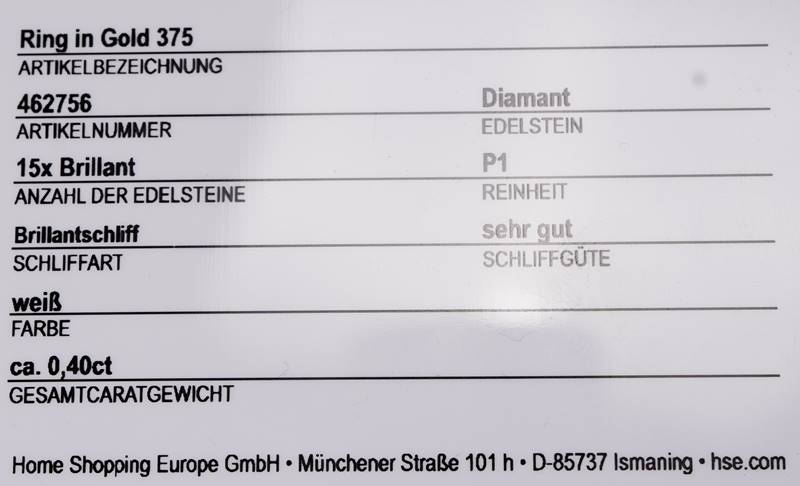 Ring in Gold 375
ARTIKELBEZEICHNUNG
462756 Diamant
ARTIKELNUMMER EDELSTEIN
15x Brillant P1
ANZAHL DER EDELSTEINE REINHEIT
Brillantschliff sehr gut
SCHLIFFART SCHLIFFGÜTE
weiß
FARBE
ca. 0,40ct
GESAMTCARATGEWICHT
Home Shopping Europe GmbH • Münchener Straße 101 h • D-85737 Ismaning • hse.com